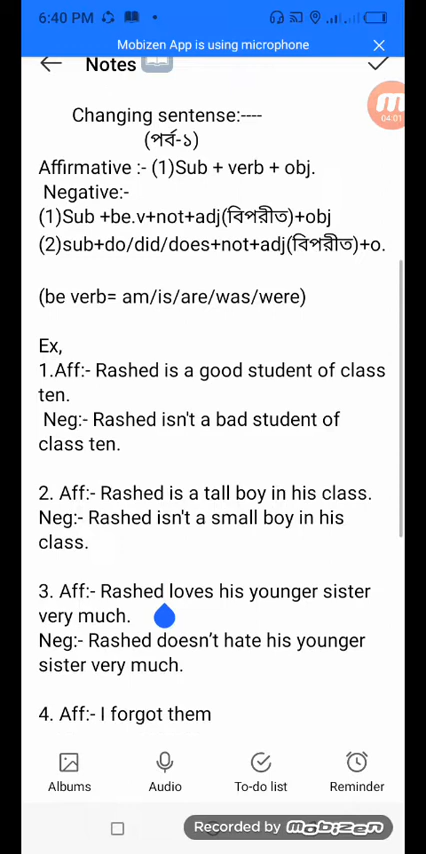 6:40 PM
Mobizen App is using microphone
Notes
04:01
Changing sentence:----
(পর্ব-১)
Affirmative :- (1)Sub + verb + obj.
Negative:-
(1)Sub +be.v+not+adj(বিপরীত)+obj
(2)sub+do/did/does+not+adj(বিপরীত)+o.
(be verb= am/is/are/was/were)
Ex,
1.Aff:- Rashed is a good student of class
ten.
Neg:- Rashed isn't a bad student of
class ten.
2. Aff:- Rashed is a tall boy in his class.
Neg:- Rashed isn't a small boy in his
class.
3. Aff:- Rashed loves his younger sister
very much.
Neg:- Rashed doesn’t hate his younger
sister very much.
4. Aff:- I forgot them
Albums Audio To-do list Reminder
Recorded by mobizen